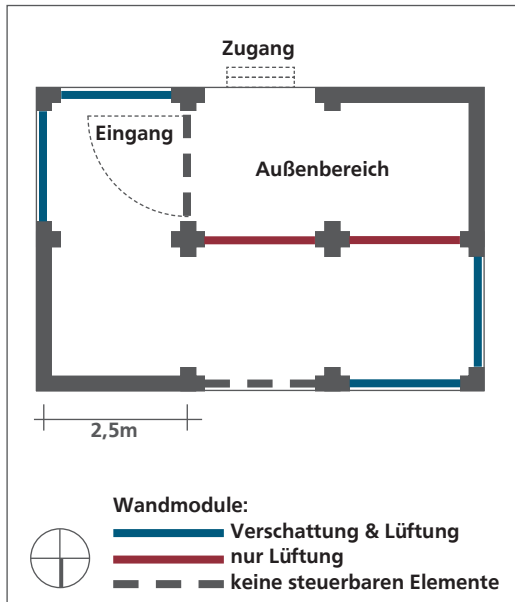 Zugang
Eingang
Außenbereich
2,5m
Wandmodule:
Verschattung & Lüftung
nur Lüftung
keine steuerbaren Elemente